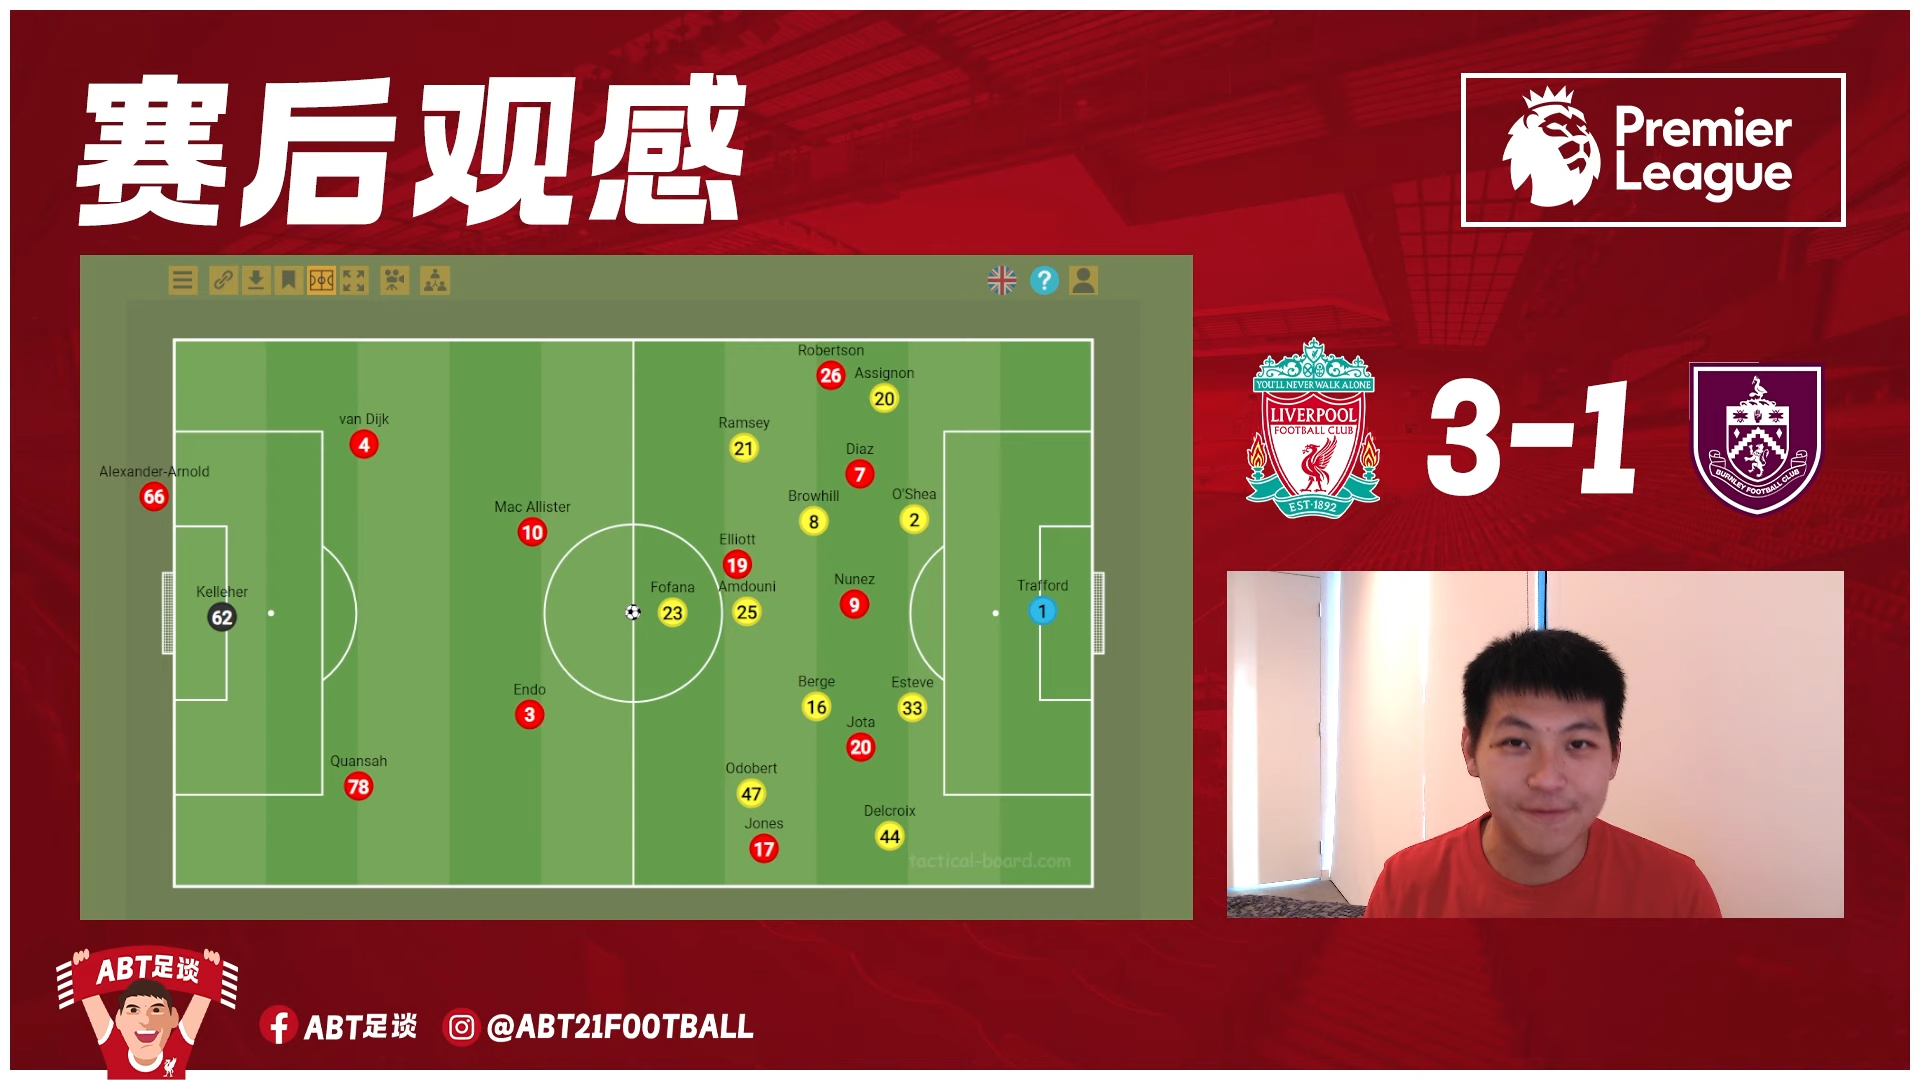 赛后观感
Premier
League
Robertson
26
Assignon
20
van Dijk
4
Ramsey
21
Diaz
7
Alexander-Arnold
66
Mac Allister
10
Browhill
8
O'Shea
2
Elliott
19
Kelleher
62
Fofana
23
Amdouni
25
Nunez
9
Trafford
1
Endo
3
Berge
16
Esteve
33
Jota
20
Quansah
78
Odobert
47
Jones
17
Delcroix
44
tactical-board.com
?
YOU'LL NEVER WALK ALONE
LIVERPOOL
FOOTBALL CLUB
EST·1892
3-1
BURNLEY FOOTBALL CLUB
ABT足谈
ABT足谈
@ABT21FOOTBALL